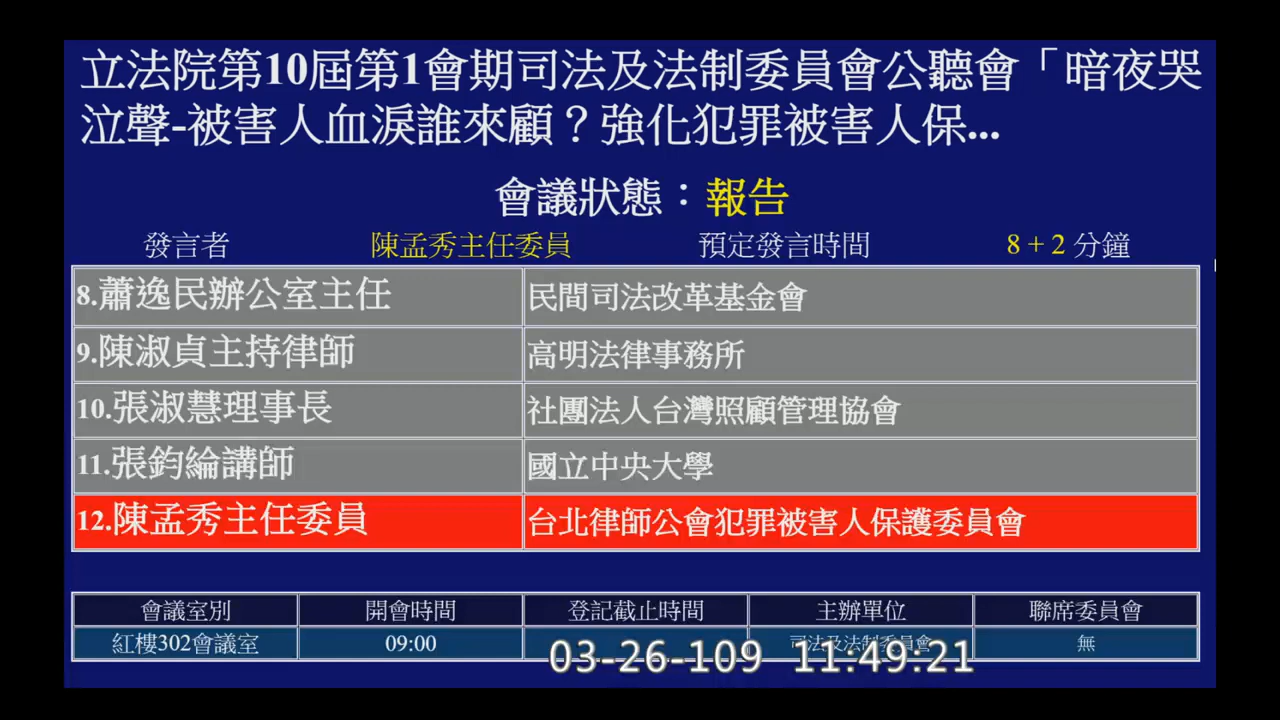 立法院第10屆第1會期司法及法制委員會公聽會「暗夜哭
泣聲-被害人血淚誰來顧？強化犯罪被害人保...
會議狀態：報告
發言者 陳孟秀主任委員 預定發言時間 8 + 2 分鐘
8.蕭逸民辦公室主任 民間司法改革基金會
9.陳淑貞主持律師 高明法律事務所
10.張淑慧理事長 社團法人台灣照顧管理協會
11.張鈞綸講師 國立中央大學
12.陳孟秀主任委員 台北律師公會犯罪被害人保護委員會
會議室別 開會時間 登記截止時間 主辦單位 聯席委員會
紅樓302會議室 09:00 司法及法制委員會 無
03-26-109 11:49:21